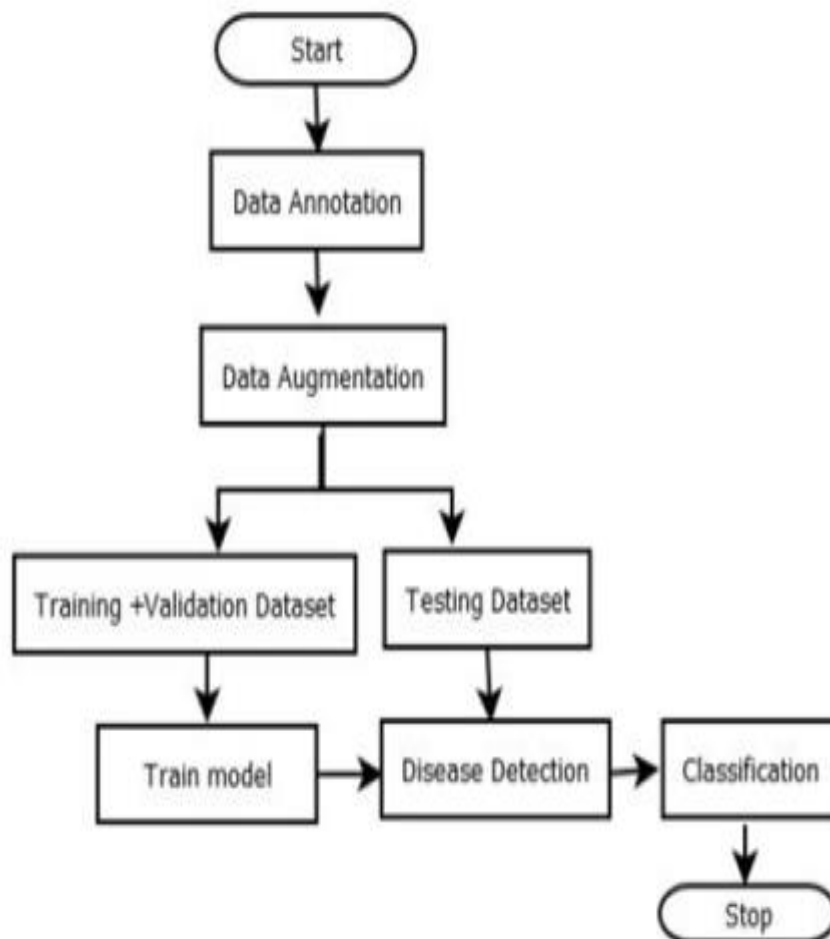 Start
Data Annotation
Data Augmentation
Training +Validation Dataset
Testing Dataset
Train model
Disease Detection
Classification
Stop